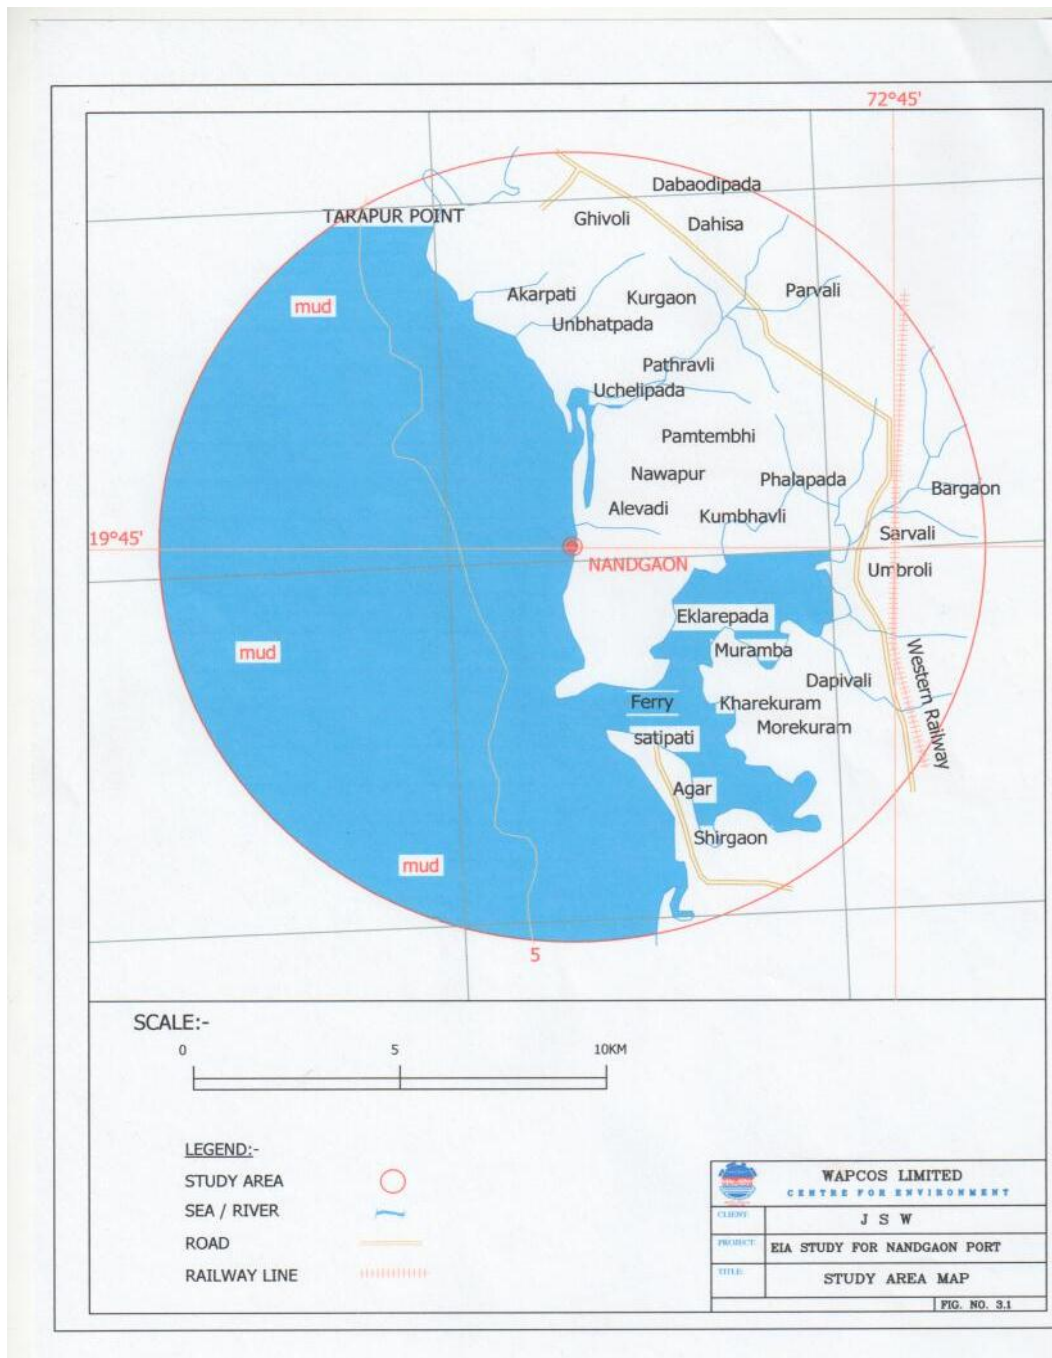 72°45'
Dabaodipada
TARAPUR POINT
Ghivoli
Dahisa
mud
Akarpati
Kurgaon
Parvali
Unbhatpada
Pathravli
Uchelipada
Pamtembhi
Nawapur
Phalapada
Bargaon
Alevadi
Kumbhavli
19°45'
Sarvali
NANDGAON
Umbroli
Eklarepada
mud
Muramba
Dapivali
Western Railway
Ferry
Kharekuram
satipati
Morekuram
Agar
Shirgaon
mud
5
SCALE:-
0 5 10KM
LEGEND:-
STUDY AREA
SEA / RIVER
ROAD
RAILWAY LINE
WAPCOS LIMITED
CENTRE FOR ENVIRONMENT
CLIENT: J S W
PROJECT: EIA STUDY FOR NANDGAON PORT
TITLE: STUDY AREA MAP
FIG. NO. 3.1